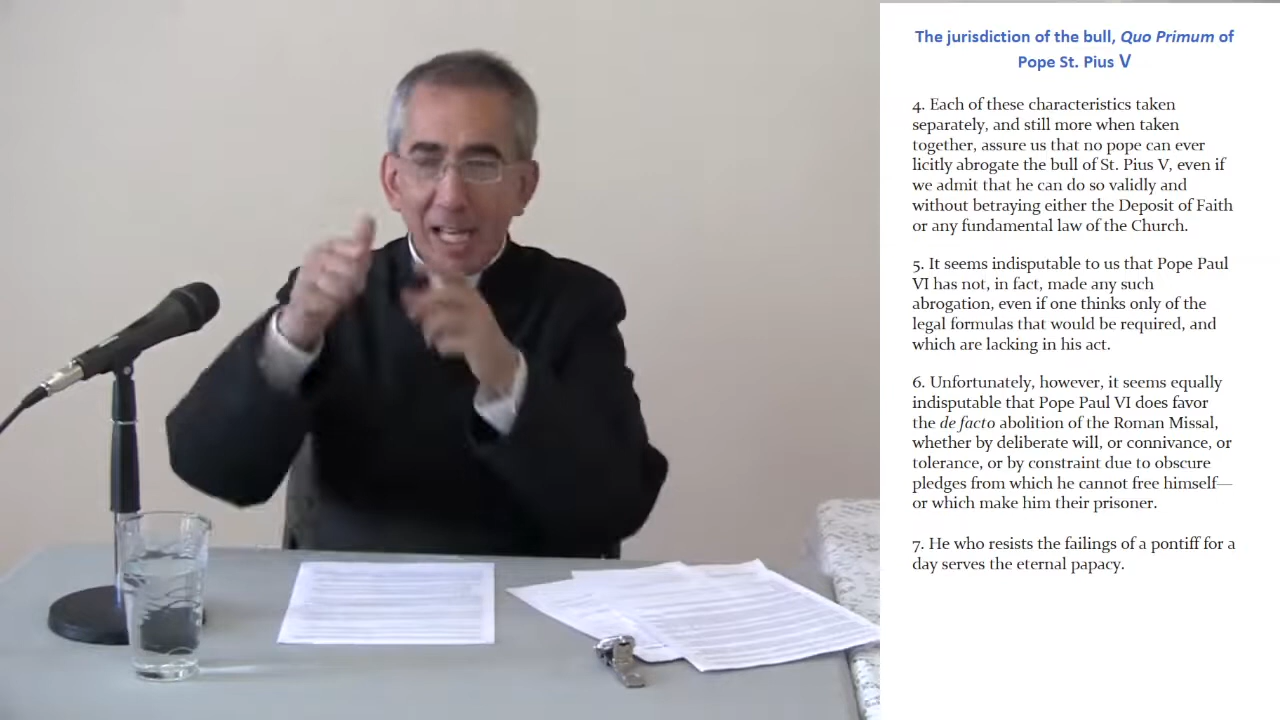 The jurisdiction of the bull, Quo Primum of
Pope St. Pius V
4. Each of these characteristics taken
separately, and still more when taken
together, assure us that no pope can ever
licitly abrogate the bull of St. Pius V, even if
we admit that he can do so validly and
without betraying either the Deposit of Faith
or any fundamental law of the Church.
5. It seems indisputable to us that Pope Paul
VI has not, in fact, made any such
abrogation, even if one thinks only of the
legal formulas that would be required, and
which are lacking in his act.
6. Unfortunately, however, it seems equally
indisputable that Pope Paul VI does favor
the de facto abolition of the Roman Missal,
whether by deliberate will, or connivance, or
tolerance, or by constraint due to obscure
pledges from which he cannot free himself—
or which make him their prisoner.
7. He who resists the failings of a pontiff for a
day serves the eternal papacy.